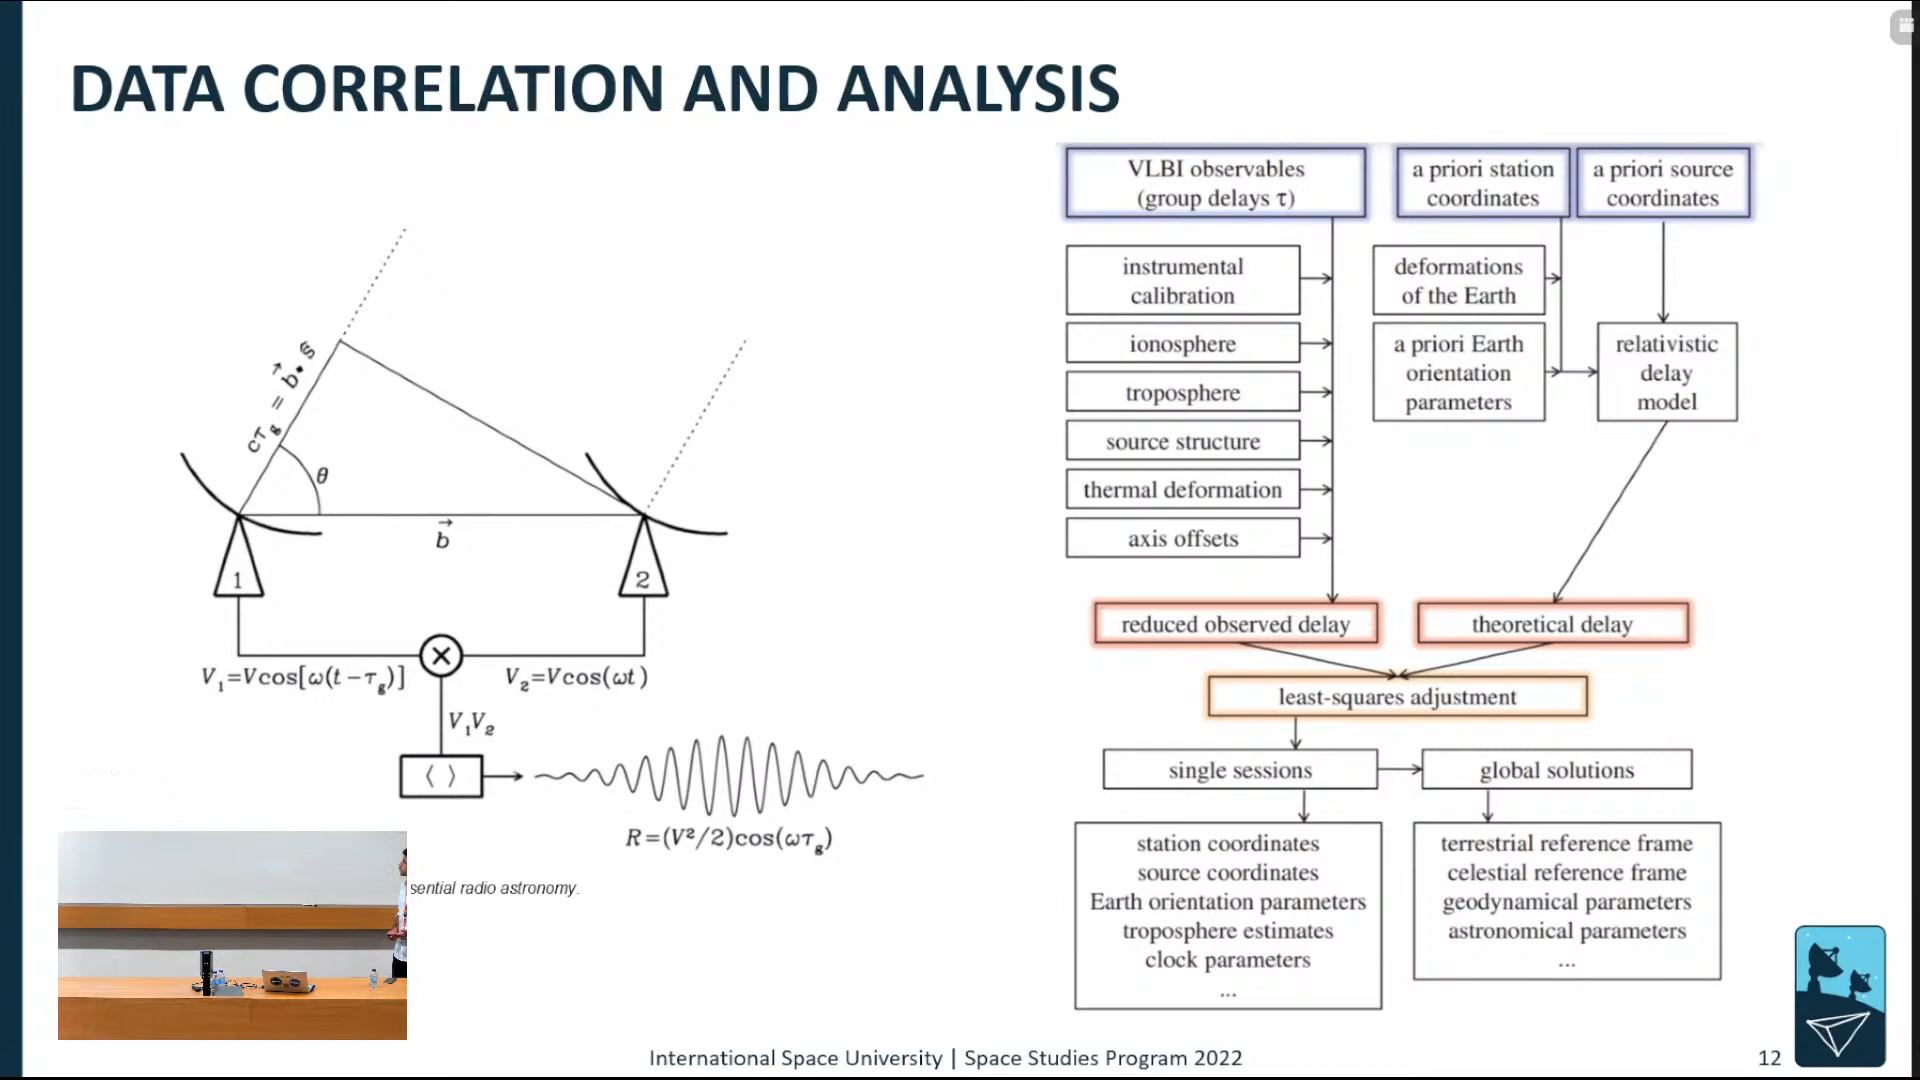 DATA CORRELATION AND ANALYSIS
cτg = b⃗•ŝ
θ
b⃗
1
2
V₁=Vcos[ω(t−τg)]
V₂=Vcos(ωt)
V₁V₂
⟨ ⟩
R=(V²/2)cos(ωτg)
sential radio astronomy.
VLBI observables
(group delays τ)
a priori station
coordinates
a priori source
coordinates
instrumental
calibration
deformations
of the Earth
ionosphere
troposphere
source structure
thermal deformation
axis offsets
a priori Earth
orientation
parameters
relativistic
delay
model
reduced observed delay
theoretical delay
least-squares adjustment
single sessions
global solutions
station coordinates
source coordinates
Earth orientation parameters
troposphere estimates
clock parameters
...
terrestrial reference frame
celestial reference frame
geodynamical parameters
astronomical parameters
...
International Space University | Space Studies Program 2022
12